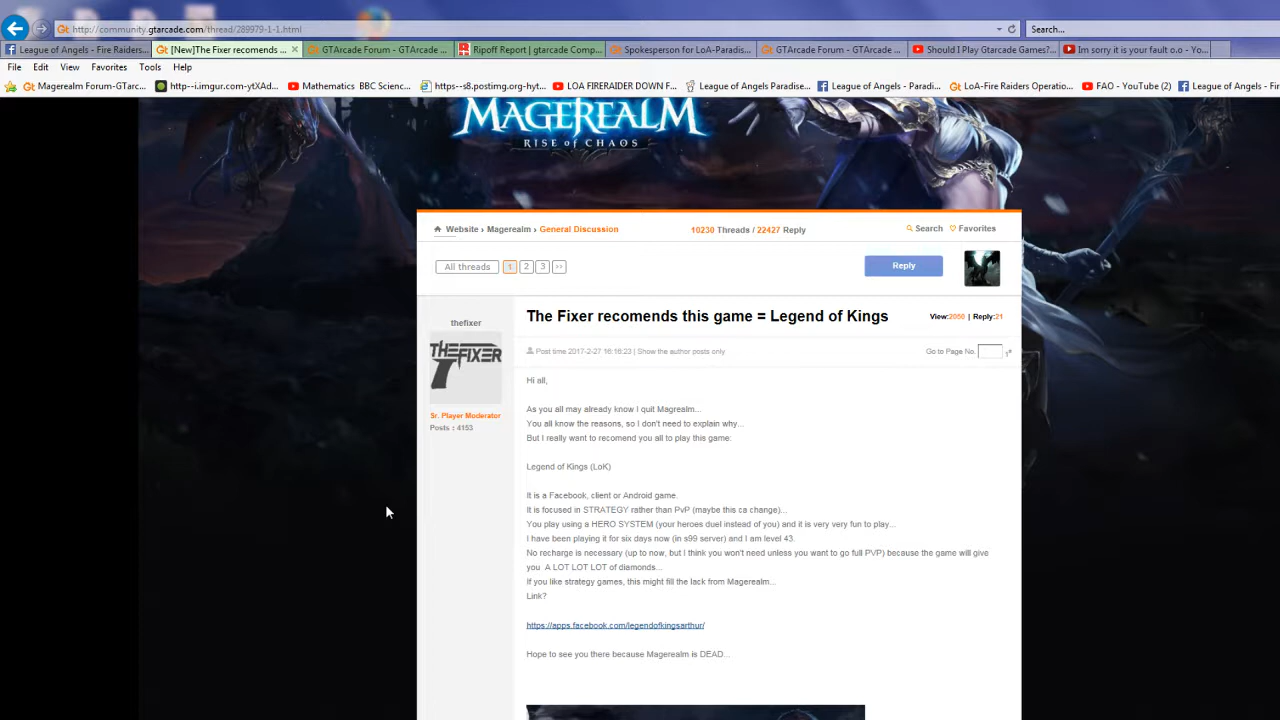 http://community.gtarcade.com/thread/289979-1-1.html
Search...
League of Angels - Fire Raiders...
[New]The Fixer recomends ...
GTArcade Forum - GTArcade ...
Ripoff Report | gtarcade Comp...
Spokesperson for LoA-Paradis...
GTArcade Forum - GTArcade ...
Should I Play Gtarcade Games?...
Im sorry it is your fault o.o - Yo...
File Edit View Favorites Tools Help
Magerealm Forum-GTarc...
http--i.imgur.com-ytXAd...
Mathematics BBC Scienc...
https--s8.postimg.org-hyt...
LOA FIRERAIDER DOWN F...
League of Angels Paradise...
League of Angels - Paradi...
LoA-Fire Raiders Operatio...
FAO - YouTube (2)
League of Angels - Fir
MAGEREALM
RISE of CHAOS
Website › Magerealm › General Discussion
10230 Threads / 22427 Reply
Search Favorites
All threads 1 2 3 >>
Reply
thefixer
THEFIXER
Sr. Player Moderator
Posts : 4153
The Fixer recomends this game = Legend of Kings
View:2050 | Reply:21
Post time 2017-2-27 16:16:23 | Show the author posts only
Go to Page No. 1#
Hi all,
As you all may already know I quit Magrealm...
You all know the reasons, so I don't need to explain why...
But I really want to recomend you all to play this game:
Legend of Kings (LoK)
It is a Facebook, client or Android game.
It is focused in STRATEGY rather than PvP (maybe this ca change)...
You play using a HERO SYSTEM (your heroes duel instead of you) and it is very very fun to play...
I have been playing it for six days now (in s99 server) and I am level 43.
No recharge is necessary (up to now, but I think you won't need unless you want to go full PVP) because the game will give
you A LOT LOT LOT of diamonds...
If you like strategy games, this might fill the lack from Magerealm...
Link?
https://apps.facebook.com/legendofkingsarthur/
Hope to see you there because Magerealm is DEAD...